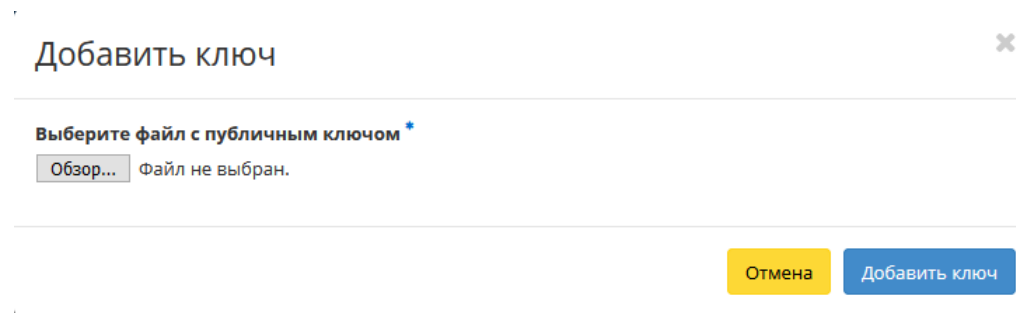 Добавить ключ
Выберите файл с публичным ключом *
Обзор... Файл не выбран.
Отмена Добавить ключ